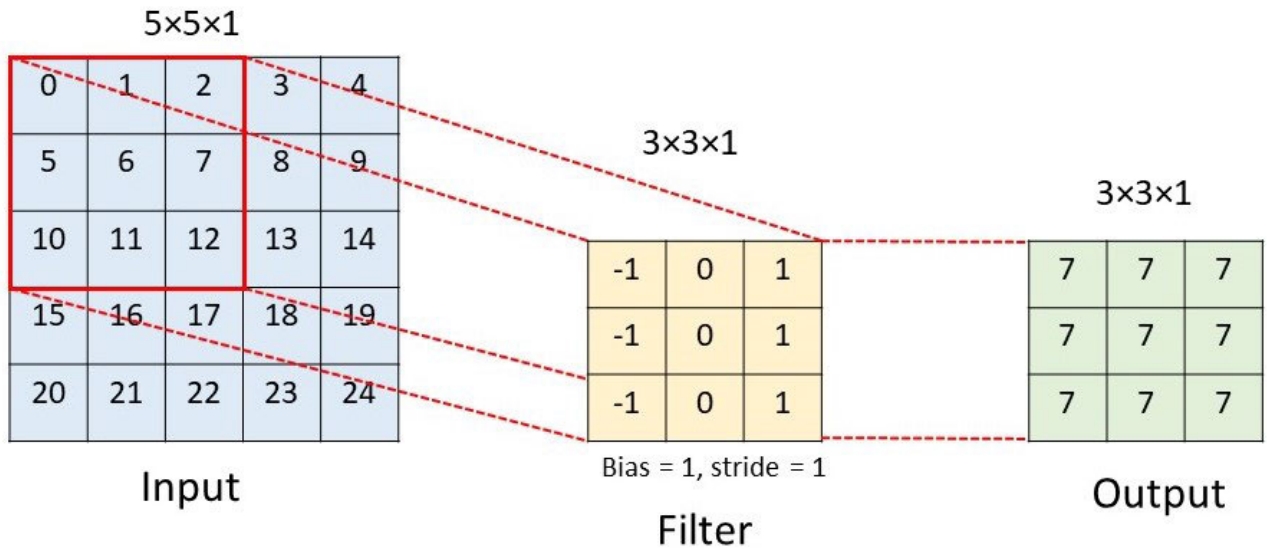 5×5×1
0 1 2 3 4
5 6 7 8 9
10 11 12 13 14
15 16 17 18 19
20 21 22 23 24
Input
3×3×1
-1 0 1
-1 0 1
-1 0 1
Bias = 1, stride = 1
Filter
3×3×1
7 7 7
7 7 7
7 7 7
Output